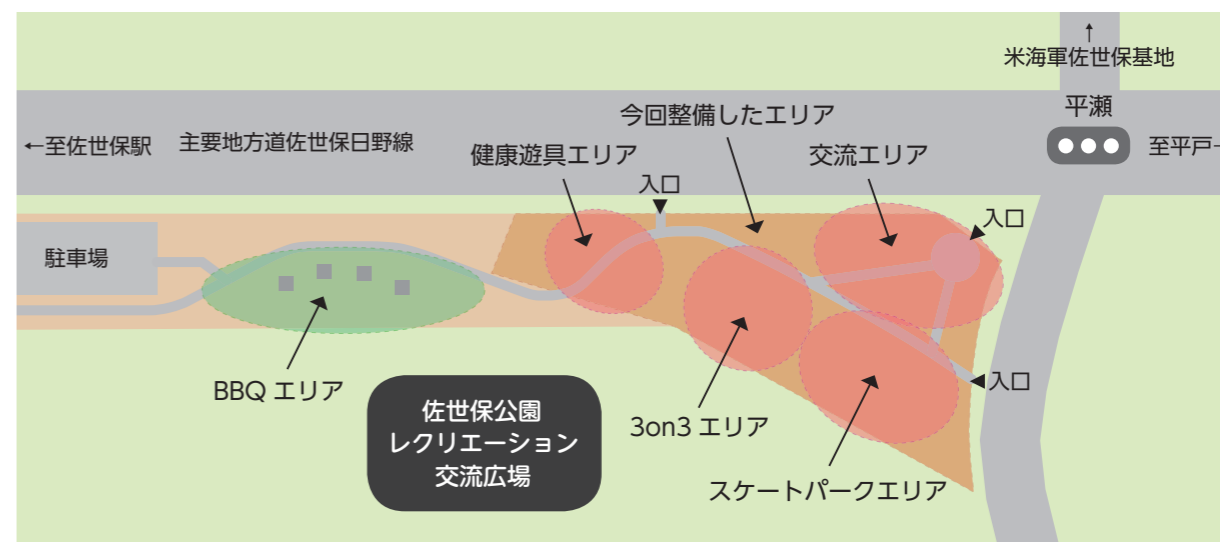 ↑
米海軍佐世保基地
平瀬
今回整備したエリア
←至佐世保駅
主要地方道佐世保日野線
健康遊具エリア
交流エリア
至平戸
入口
入口
駐車場
BBQ エリア
入口
佐世保公園
レクリエーション
交流広場
3on3 エリア
スケートパークエリア